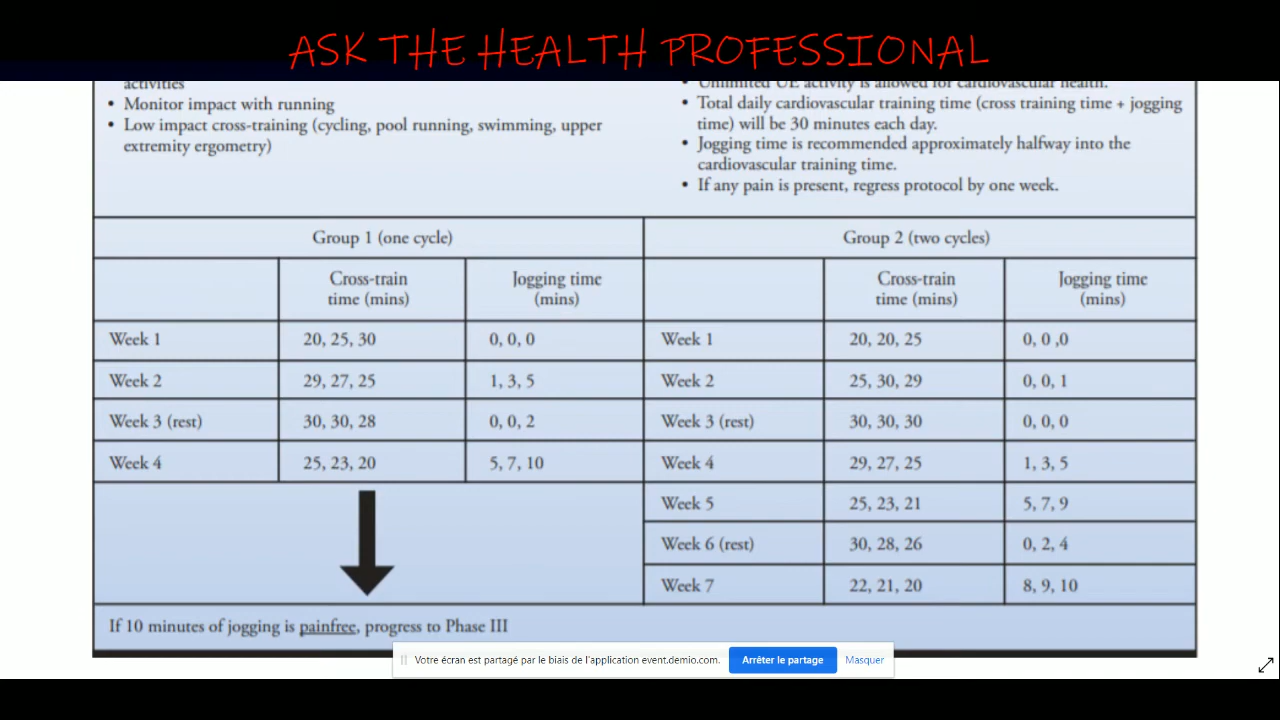 ASK THE HEALTH PROFESSIONAL
activities
• Monitor impact with running
• Low impact cross-training (cycling, pool running, swimming, upper
extremity ergometry)
• Unlimited UE activity is allowed for cardiovascular health.
• Total daily cardiovascular training time (cross training time + jogging
time) will be 30 minutes each day.
• Jogging time is recommended approximately halfway into the
cardiovascular training time.
• If any pain is present, regress protocol by one week.
Group 1 (one cycle)
Cross-train
time (mins)
Jogging time
(mins)
Week 1 20, 25, 30 0, 0, 0
Week 2 29, 27, 25 1, 3, 5
Week 3 (rest) 30, 30, 28 0, 0, 2
Week 4 25, 23, 20 5, 7, 10
Group 2 (two cycles)
Cross-train
time (mins)
Jogging time
(mins)
Week 1 20, 20, 25 0, 0 ,0
Week 2 25, 30, 29 0, 0, 1
Week 3 (rest) 30, 30, 30 0, 0, 0
Week 4 29, 27, 25 1, 3, 5
Week 5 25, 23, 21 5, 7, 9
Week 6 (rest) 30, 28, 26 0, 2, 4
Week 7 22, 21, 20 8, 9, 10
If 10 minutes of jogging is painfree, progress to Phase III
Votre écran est partagé par le biais de l'application event.demio.com. Arrêter le partage Masquer